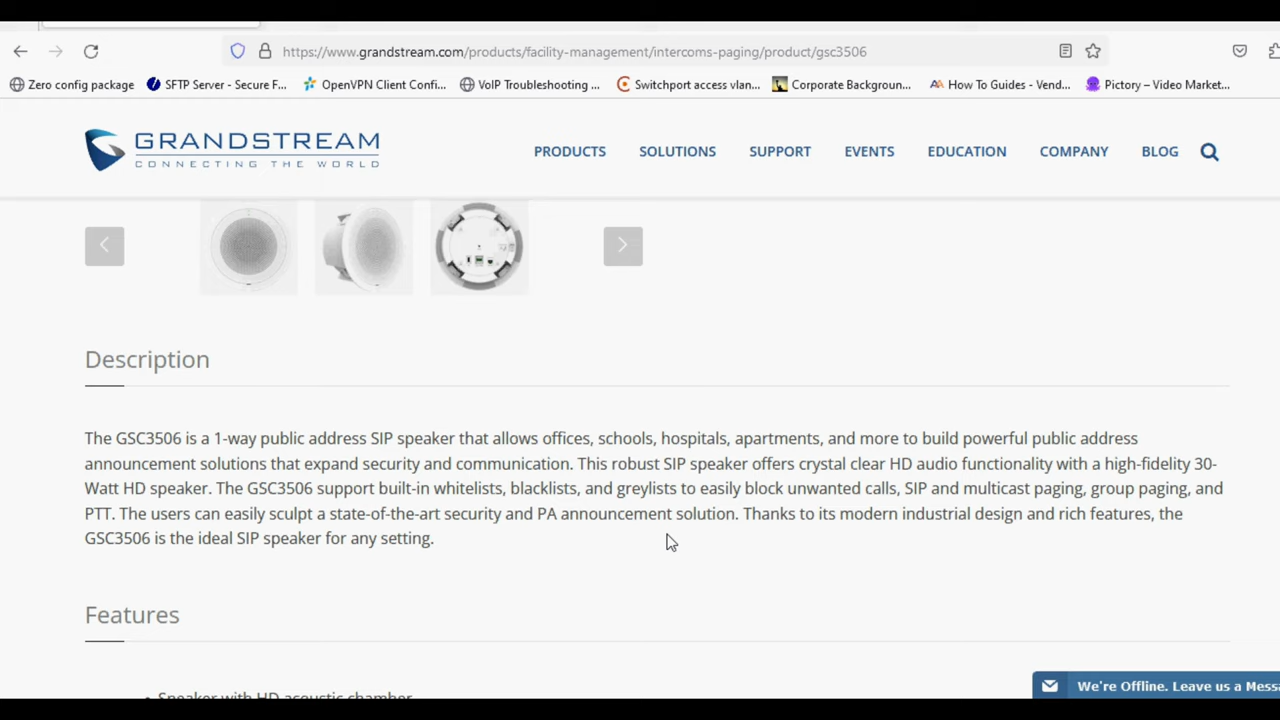 https://www.grandstream.com/products/facility-management/intercoms-paging/product/gsc3506
Zero config package SFTP Server - Secure F... OpenVPN Client Confi... VoIP Troubleshooting ... Switchport access vlan... Corporate Backgroun... How To Guides - Vend... Pictory – Video Market...
GRANDSTREAM
CONNECTING THE WORLD
PRODUCTS SOLUTIONS SUPPORT EVENTS EDUCATION COMPANY BLOG
Description
The GSC3506 is a 1-way public address SIP speaker that allows offices, schools, hospitals, apartments, and more to build powerful public address
announcement solutions that expand security and communication. This robust SIP speaker offers crystal clear HD audio functionality with a high-fidelity 30-
Watt HD speaker. The GSC3506 support built-in whitelists, blacklists, and greylists to easily block unwanted calls, SIP and multicast paging, group paging, and
PTT. The users can easily sculpt a state-of-the-art security and PA announcement solution. Thanks to its modern industrial design and rich features, the
GSC3506 is the ideal SIP speaker for any setting.
Features
Speaker with HD acoustic chamber
We're Offline. Leave us a Messa